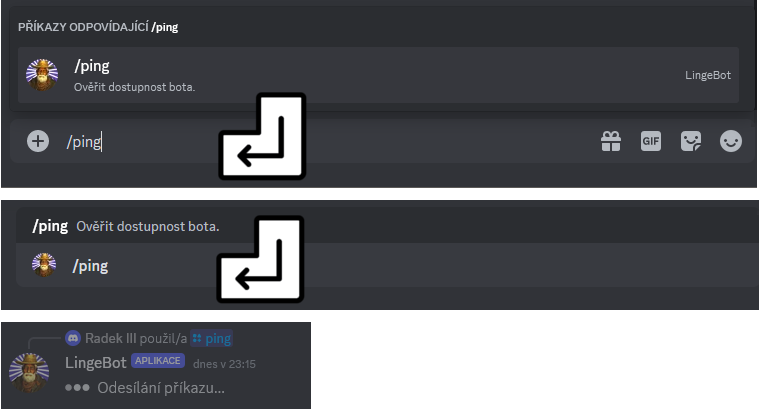 PŘÍKAZY ODPOVÍDAJÍCÍ /ping
/ping
Ověřit dostupnost bota.
LingeBot
/ping
GIF
/ping Ověřit dostupnost bota.
/ping
Radek III použil/a ping
LingeBot APLIKACE dnes v 23:15
Odesílání příkazu...